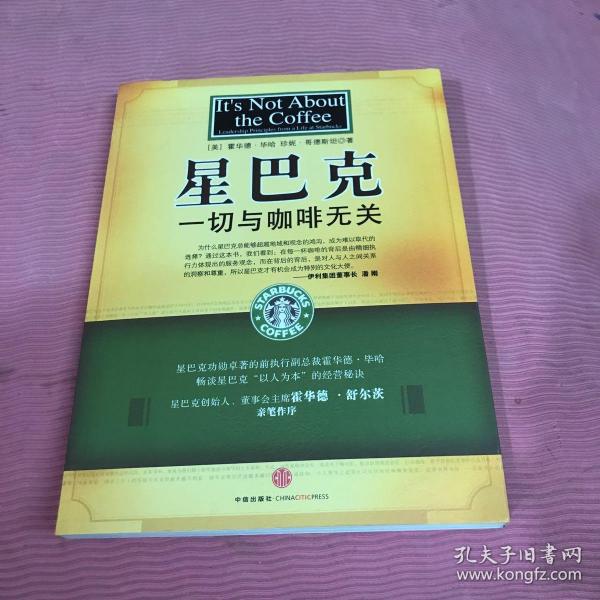 It's Not About
the Coffee
Leadership Principles from a Life at Starbucks
[美] 霍华德·毕哈 珍妮·哥德斯坦◎著
星巴克
一切与咖啡无关
为什么星巴克总能够超越地域和观念的鸿沟，成为难以取代的
选择？通过这本书，我们看到：在每一杯咖啡的背后是由精细执
行力体现出的服务观念，而在背后的背后，是对人与人之间关系
的洞察和尊重，所以星巴克才有机会成为特别的文化大使。
——伊利集团董事长 潘 刚
STARBUCKS
COFFEE
星巴克功勋卓著的前执行副总裁霍华德·毕哈
畅谈星巴克“以人为本”的经营秘诀
星巴克创始人、董事会主席霍华德·舒尔茨
亲笔作序
中信出版社·CHINACITICPRESS
孔夫子旧书网
www.kongfz.com